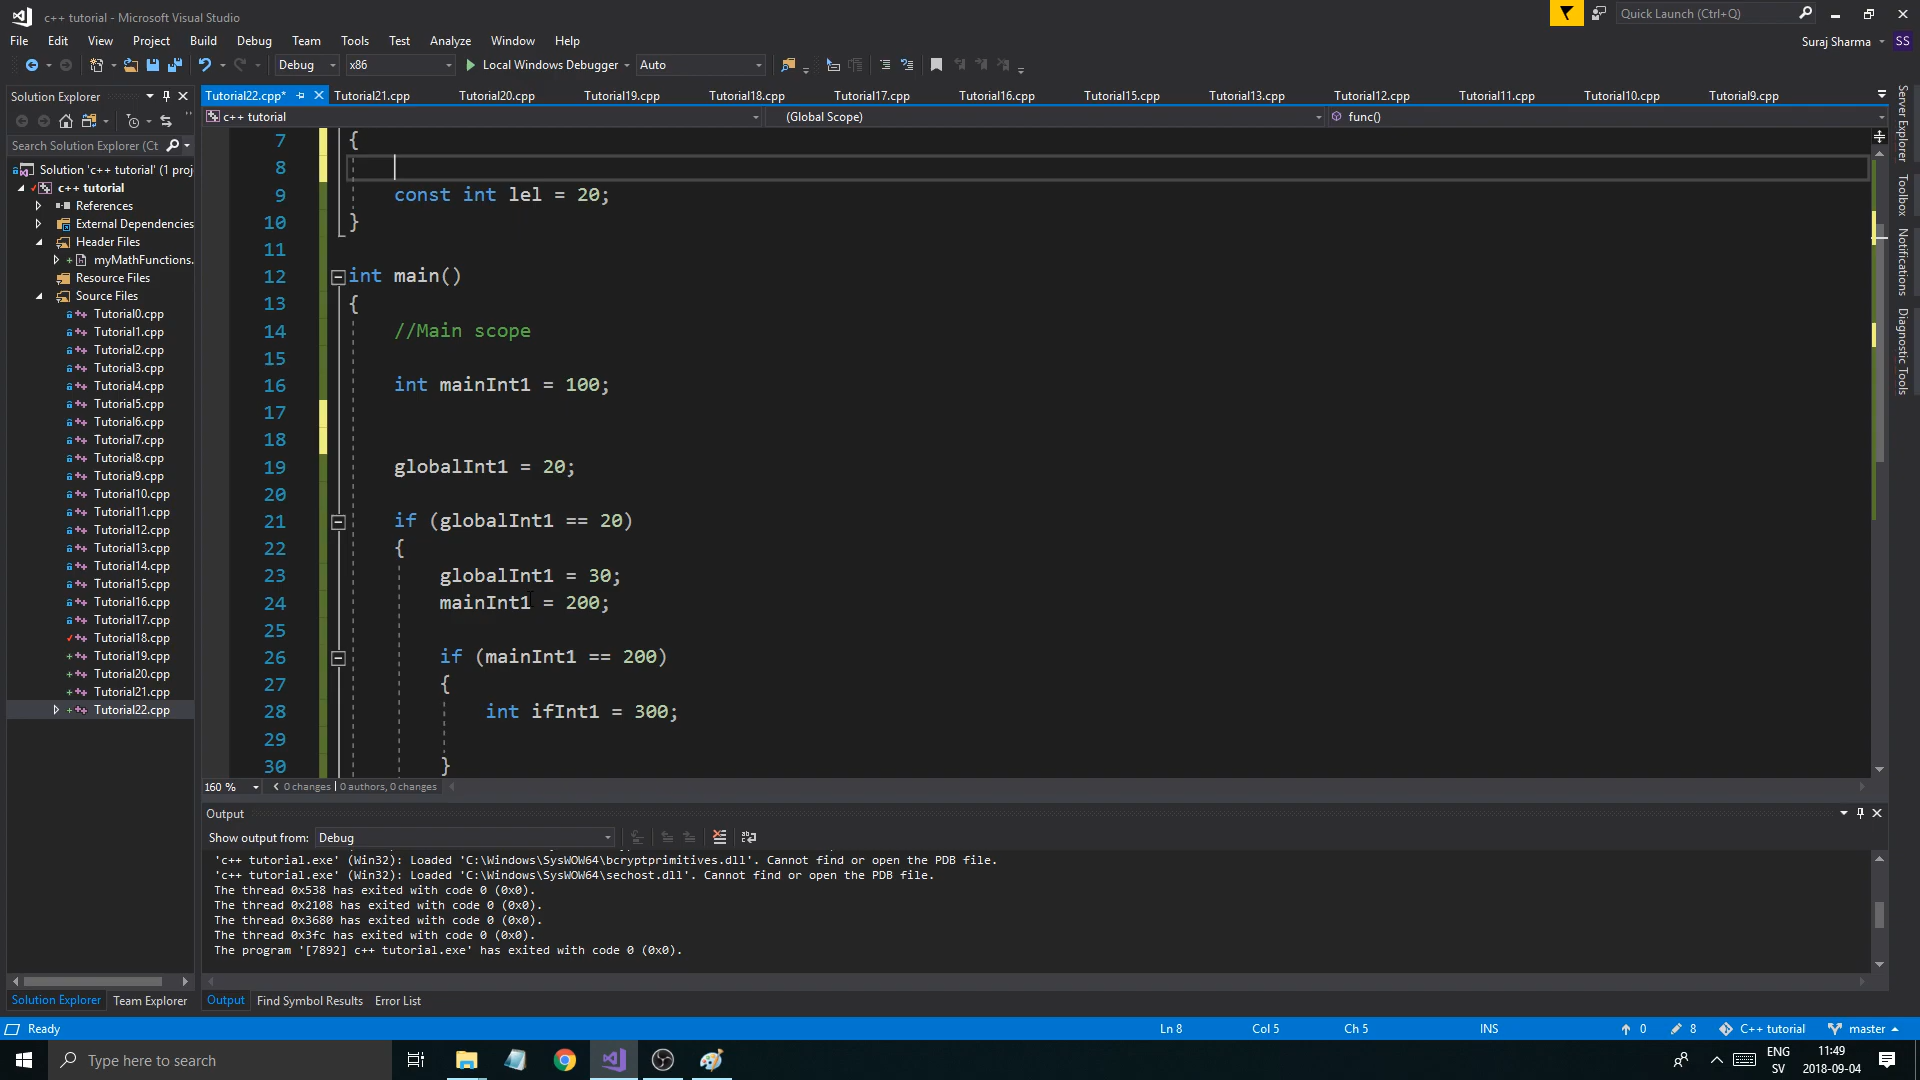 c++ tutorial - Microsoft Visual Studio
Quick Launch (Ctrl+Q)
File Edit View Project Build Debug Team Tools Test Analyze Window Help
Suraj Sharma SS
Debug x86 Local Windows Debugger Auto
Solution Explorer
Tutorial22.cpp* Tutorial21.cpp Tutorial20.cpp Tutorial19.cpp Tutorial18.cpp Tutorial17.cpp Tutorial16.cpp Tutorial15.cpp Tutorial13.cpp Tutorial12.cpp Tutorial11.cpp Tutorial10.cpp Tutorial9.cpp
c++ tutorial (Global Scope) func()
Search Solution Explorer (Ct
Solution 'c++ tutorial' (1 proj
c++ tutorial
References
External Dependencies
Header Files
myMathFunctions.
Resource Files
Source Files
Tutorial0.cpp
Tutorial1.cpp
Tutorial2.cpp
Tutorial3.cpp
Tutorial4.cpp
Tutorial5.cpp
Tutorial6.cpp
Tutorial7.cpp
Tutorial8.cpp
Tutorial9.cpp
Tutorial10.cpp
Tutorial11.cpp
Tutorial12.cpp
Tutorial13.cpp
Tutorial14.cpp
Tutorial15.cpp
Tutorial16.cpp
Tutorial17.cpp
Tutorial18.cpp
Tutorial19.cpp
Tutorial20.cpp
Tutorial21.cpp
Tutorial22.cpp
7 {
8
9 const int lel = 20;
10 }
11
12 int main()
13 {
14 //Main scope
15
16 int mainInt1 = 100;
17
18
19 globalInt1 = 20;
20
21 if (globalInt1 == 20)
22 {
23 globalInt1 = 30;
24 mainInt1 = 200;
25
26 if (mainInt1 == 200)
27 {
28 int ifInt1 = 300;
29
30 }
160 % 0 changes | 0 authors, 0 changes
Output
Show output from: Debug
'c++ tutorial.exe' (Win32): Loaded 'C:\Windows\SysWOW64\bcryptprimitives.dll'. Cannot find or open the PDB file.
'c++ tutorial.exe' (Win32): Loaded 'C:\Windows\SysWOW64\sechost.dll'. Cannot find or open the PDB file.
The thread 0x538 has exited with code 0 (0x0).
The thread 0x2108 has exited with code 0 (0x0).
The thread 0x3680 has exited with code 0 (0x0).
The thread 0x3fc has exited with code 0 (0x0).
The program '[7892] c++ tutorial.exe' has exited with code 0 (0x0).
Solution Explorer Team Explorer
Output Find Symbol Results Error List
Server Explorer
Toolbox
Notifications
Diagnostic Tools
Ready Ln 8 Col 5 Ch 5 INS 0 8 C++ tutorial master
Type here to search
ENG
SV
11:49
2018-09-04